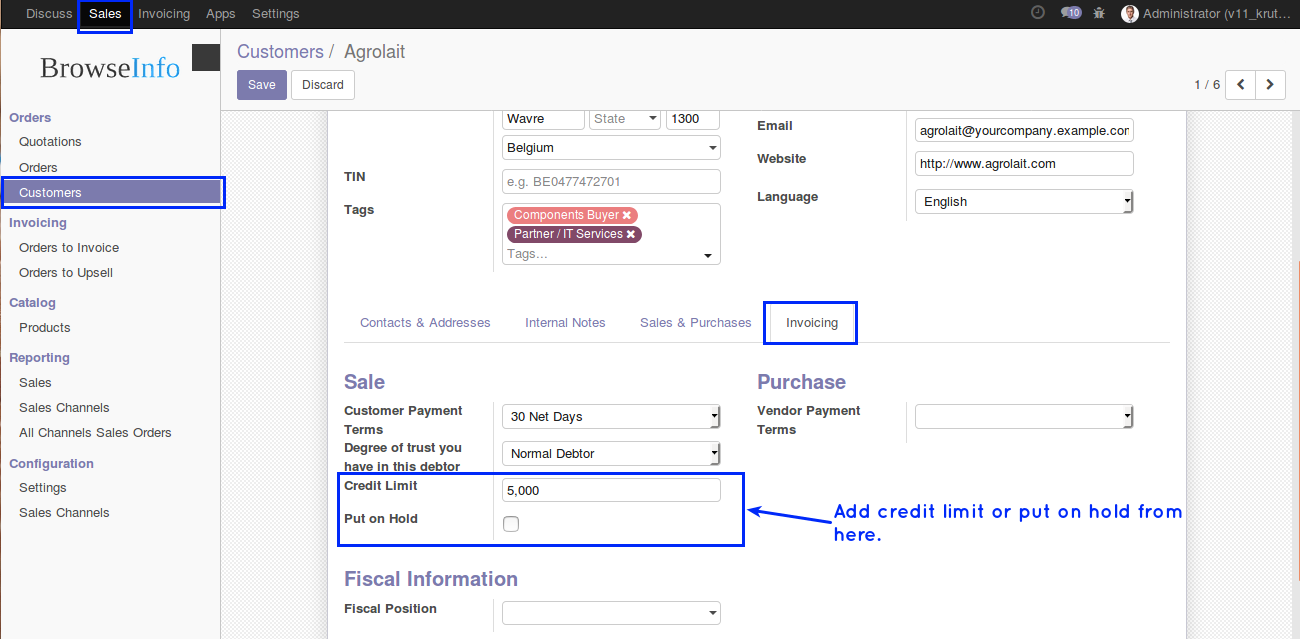 Discuss Sales Invoicing Apps Settings 10 Administrator (v11_krut...
BrowseInfo
Customers / Agrolait
Save Discard 1 / 6
Orders
Quotations
Orders
Customers
Invoicing
Orders to Invoice
Orders to Upsell
Catalog
Products
Reporting
Sales
Sales Channels
All Channels Sales Orders
Configuration
Settings
Sales Channels
Wavre State 1300
Belgium
TIN e.g. BE0477472701
Tags Components Buyer ✖
Partner / IT Services ✖
Tags...
Email agrolait@yourcompany.example.com
Website http://www.agrolait.com
Language English
Contacts & Addresses Internal Notes Sales & Purchases Invoicing
Sale
Customer Payment
Terms
30 Net Days
Degree of trust you
have in this debtor
Normal Debtor
Credit Limit 5,000
Put on Hold
Purchase
Vendor Payment
Terms
Add credit limit or put on hold from
here.
Fiscal Information
Fiscal Position